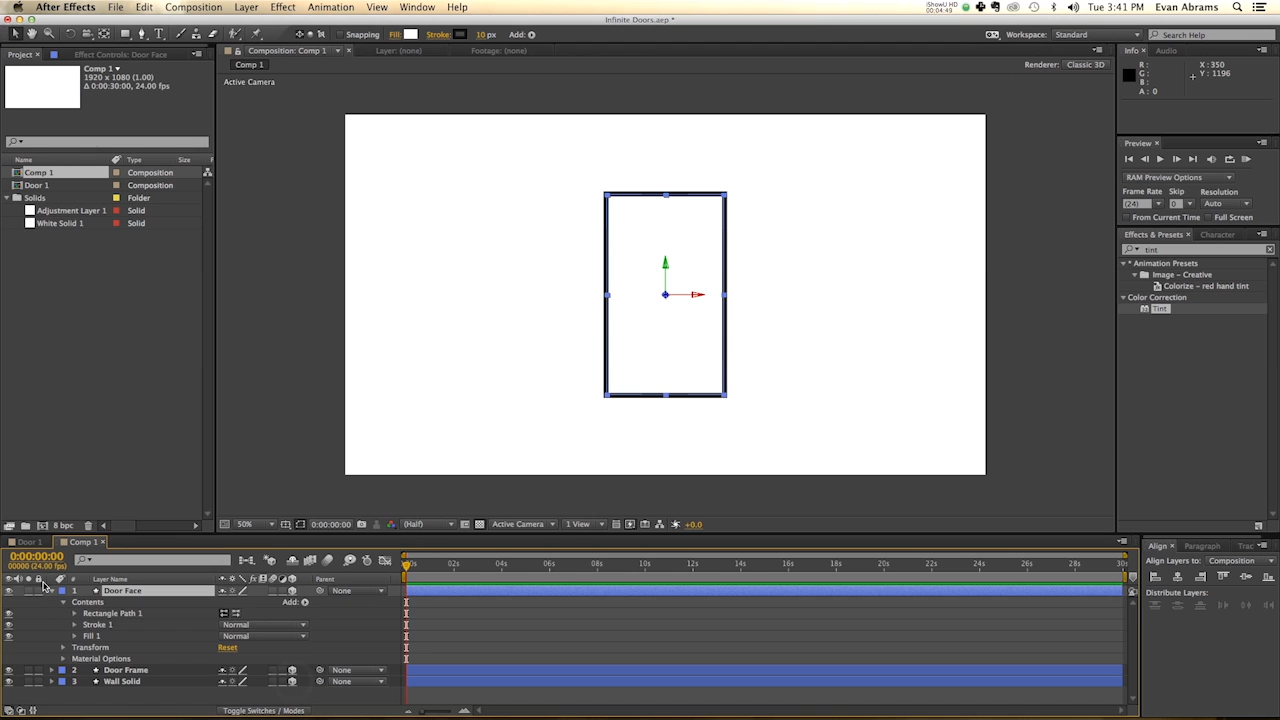 After Effects File Edit Composition Layer Effect Animation View Window Help
iShowU HD 00:04:49 Tue 3:41 PM Evan Abrams
Infinite Doors.aep *
Snapping Fill: Stroke: 10 px Add: Workspace: Standard Search Help
Project Effect Controls: Door Face
Composition: Comp 1 Layer: (none) Footage: (none)
Info Audio
Comp 1
1920 x 1080 (1.00)
Δ 0:00:30:00, 24.00 fps
Comp 1 Renderer: Classic 3D
Active Camera
R:
G:
B:
A: 0
X: 350
Y: 1196
Name Type Size
Comp 1 Composition
Door 1 Composition
Solids Folder
Adjustment Layer 1 Solid
White Solid 1 Solid
Preview
RAM Preview Options
Frame Rate Skip Resolution
(24) 0 Auto
From Current Time Full Screen
Effects & Presets Character
tint
* Animation Presets
Image – Creative
Colorize – red hand tint
Color Correction
Tint
8 bpc
50% 0:00:00:00 (Half) Active Camera 1 View +0.0
Door 1 Comp 1
0:00:00:00
00000 (24.00 fps)
00s 02s 04s 06s 08s 10s 12s 14s 16s 18s 20s 22s 24s 26s 28s 30s
# Layer Name Parent
1 Door Face None
Contents Add:
Rectangle Path 1
Stroke 1 Normal
Fill 1 Normal
Transform Reset
Material Options
2 Door Frame None
3 Wall Solid None
Toggle Switches / Modes
Align Paragraph Trac
Align Layers to: Composition
Distribute Layers: